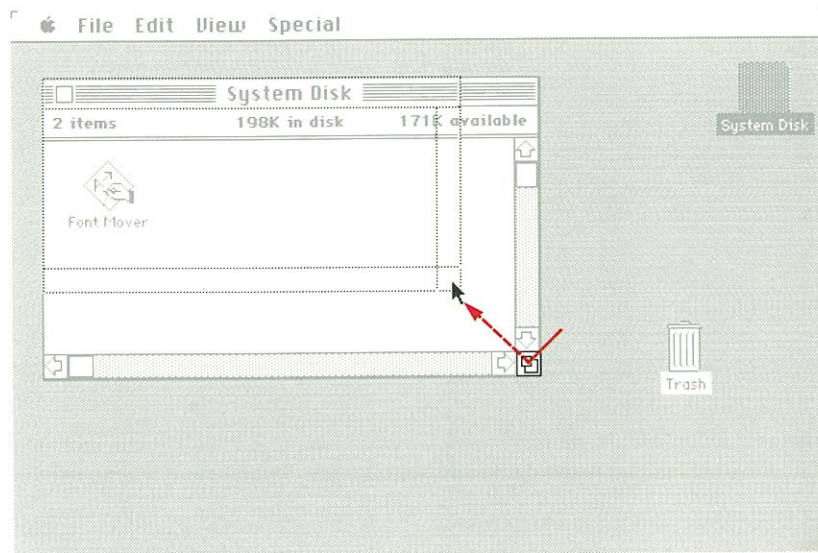 File Edit View Special
System Disk
2 items 198K in disk 171K available
Font Mover
System Disk
Trash